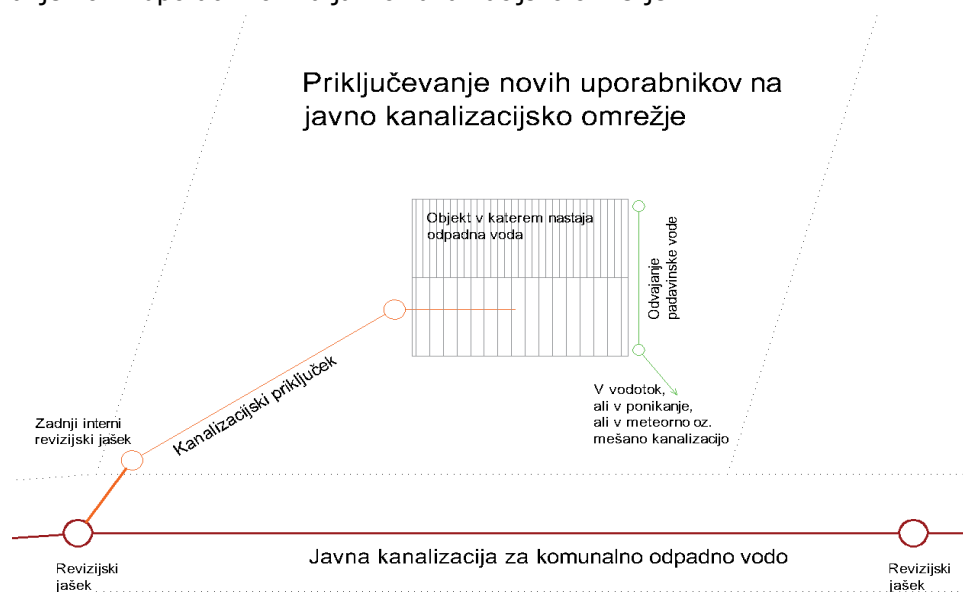 Priključevanje novih uporabnikov na
javno kanalizacijsko omrežje
Objekt v katerem nastaja
odpadna voda
Odvajanje
padavinske vode
Kanalizacijski priključek
V vodotok,
ali v ponikanje,
ali v meteorno oz.
mešano kanalizacijo
Zadnji interni
revizijski jašek
Javna kanalizacija za komunalno odpadno vodo
Revizijski
jašek
Revizijski
jašek